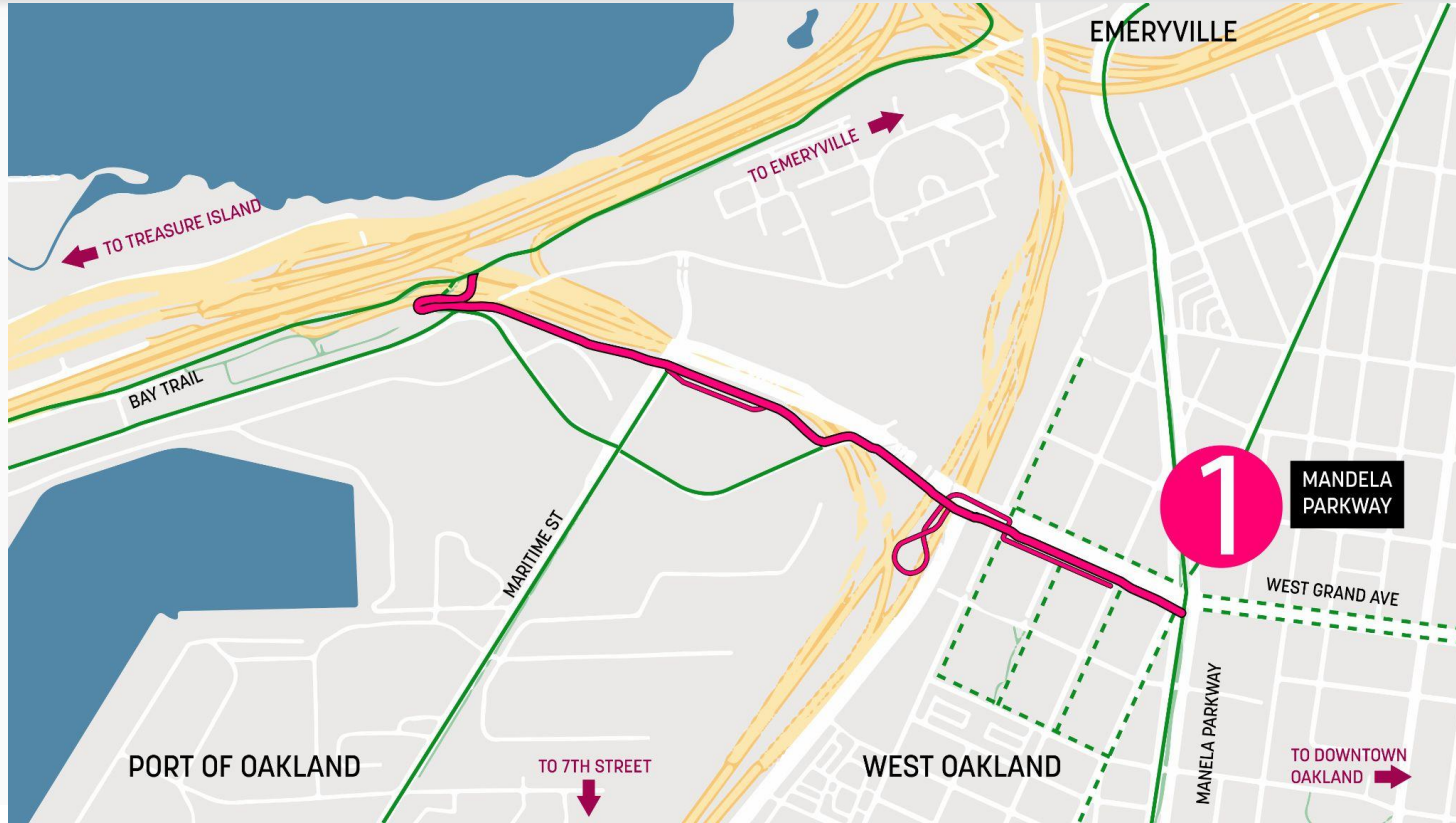 EMERYVILLE
TO EMERYVILLE
TO TREASURE ISLAND
BAY TRAIL
MARITIME ST
1
MANDELA
PARKWAY
WEST GRAND AVE
MANELA PARKWAY
PORT OF OAKLAND
TO 7TH STREET
WEST OAKLAND
TO DOWNTOWN
OAKLAND